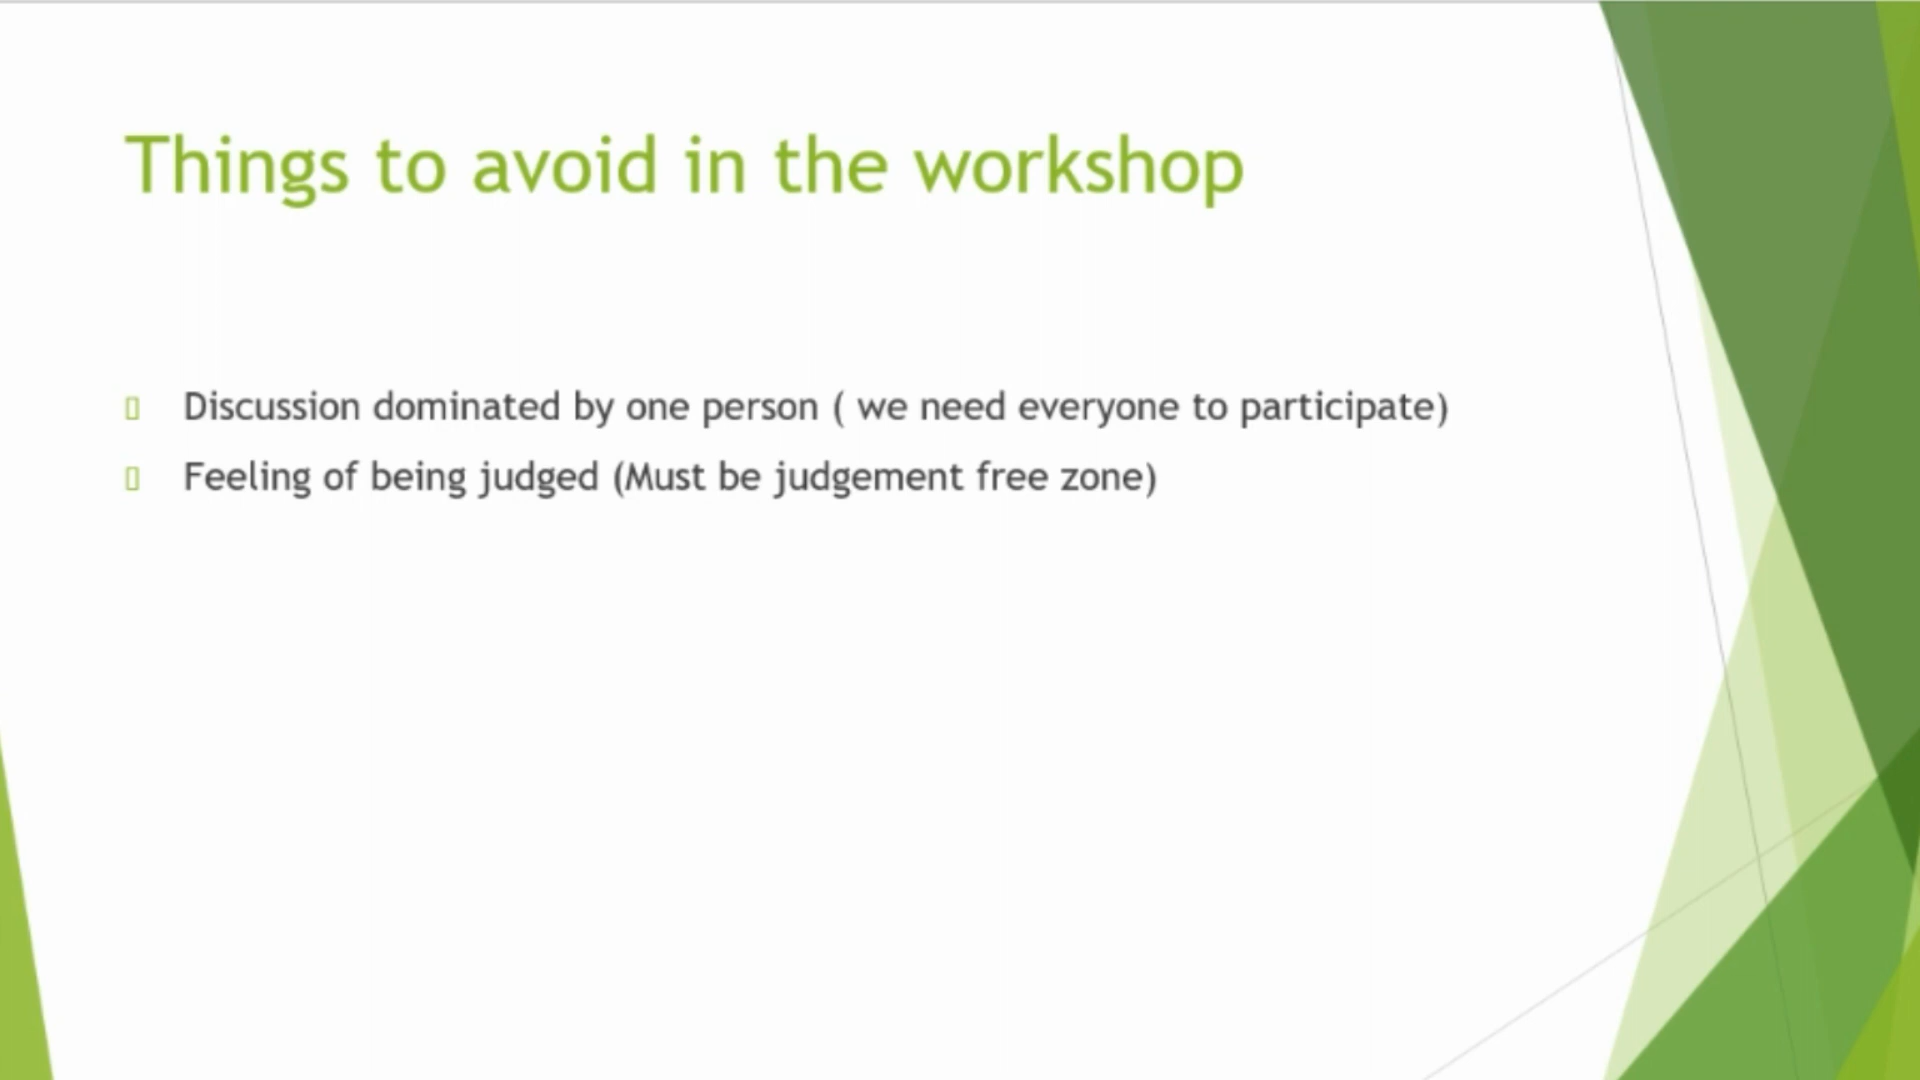 Things to avoid in the workshop
Discussion dominated by one person ( we need everyone to participate)
Feeling of being judged (Must be judgement free zone)